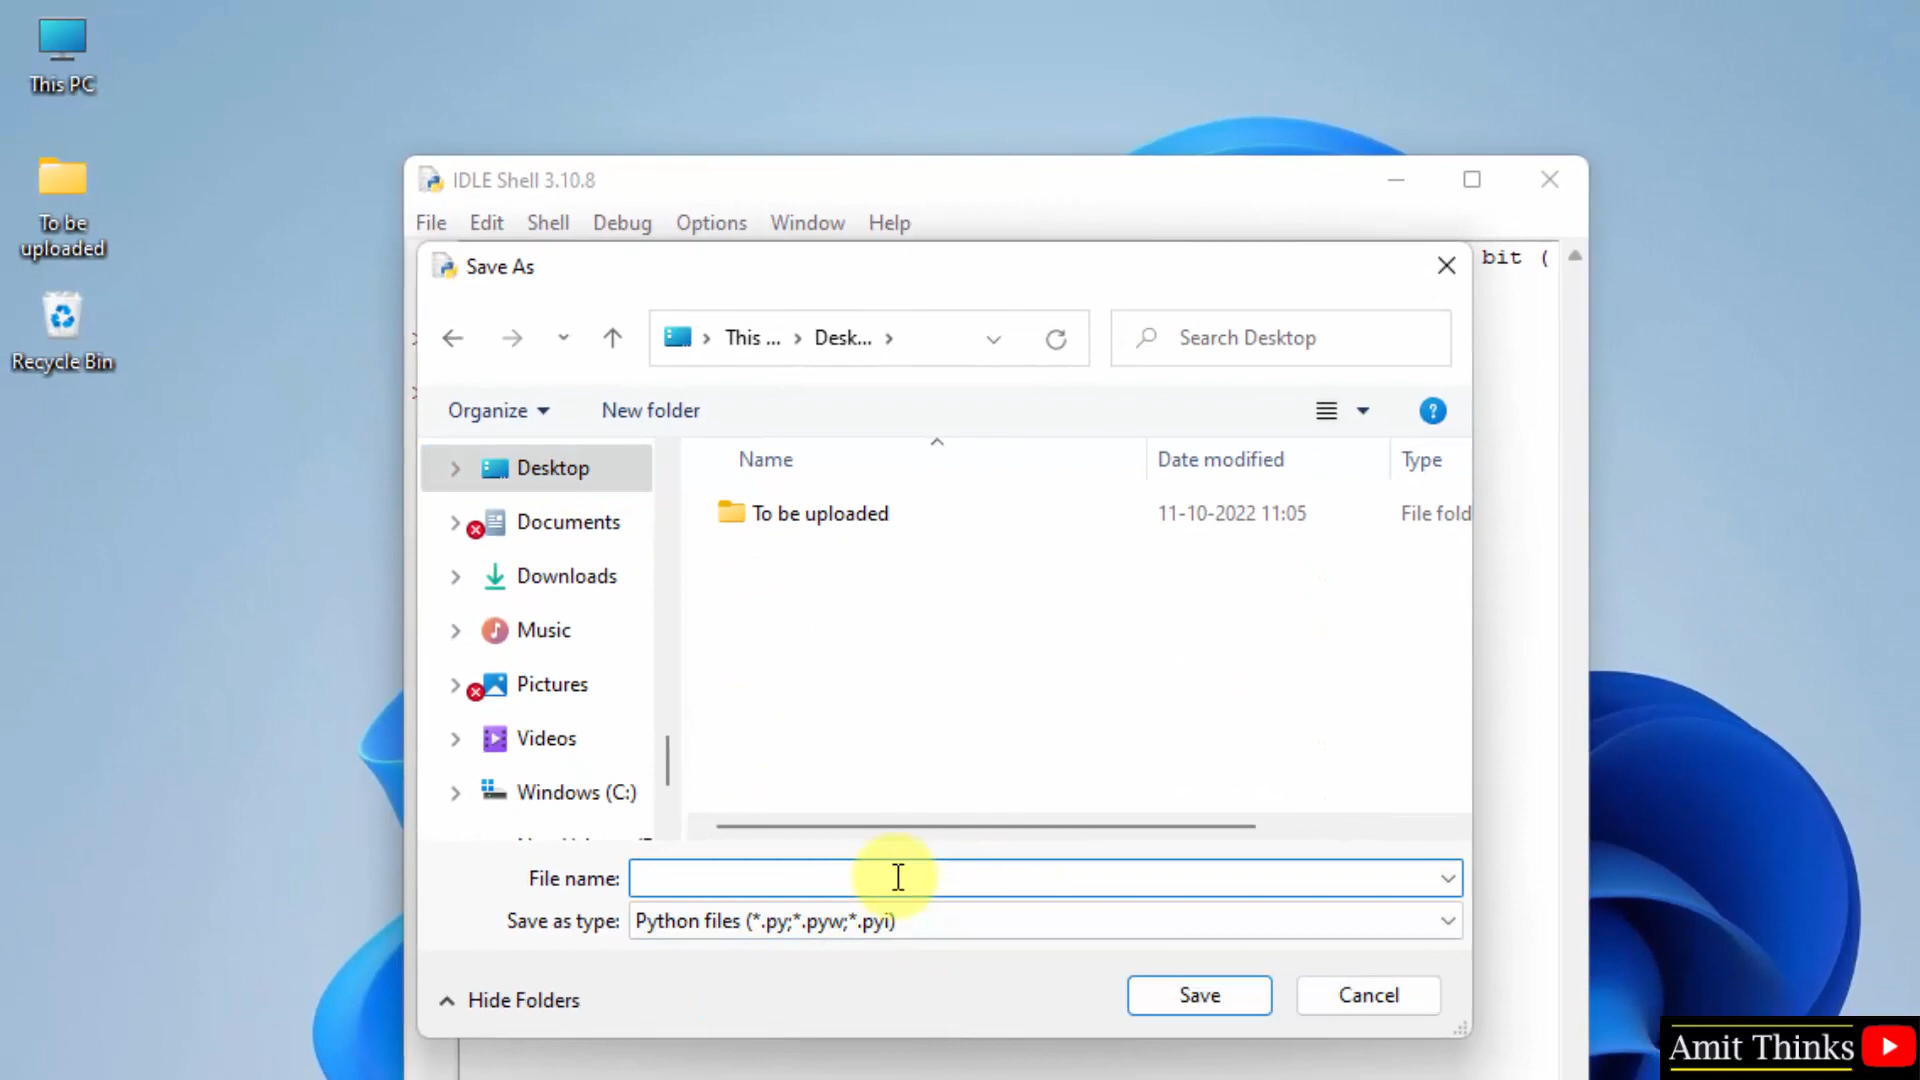 This PC
To be
uploaded
Recycle Bin
IDLE Shell 3.10.8
File Edit Shell Debug Options Window Help
bit (
Save As
This ... Desk... Search Desktop
Organize New folder
Name Date modified Type
Desktop
To be uploaded 11-10-2022 11:05 File fold
Documents
Downloads
Music
Pictures
Videos
Windows (C:)
File name:
Save as type: Python files (*.py;*.pyw;*.pyi)
Hide Folders Save Cancel
Amit Thinks